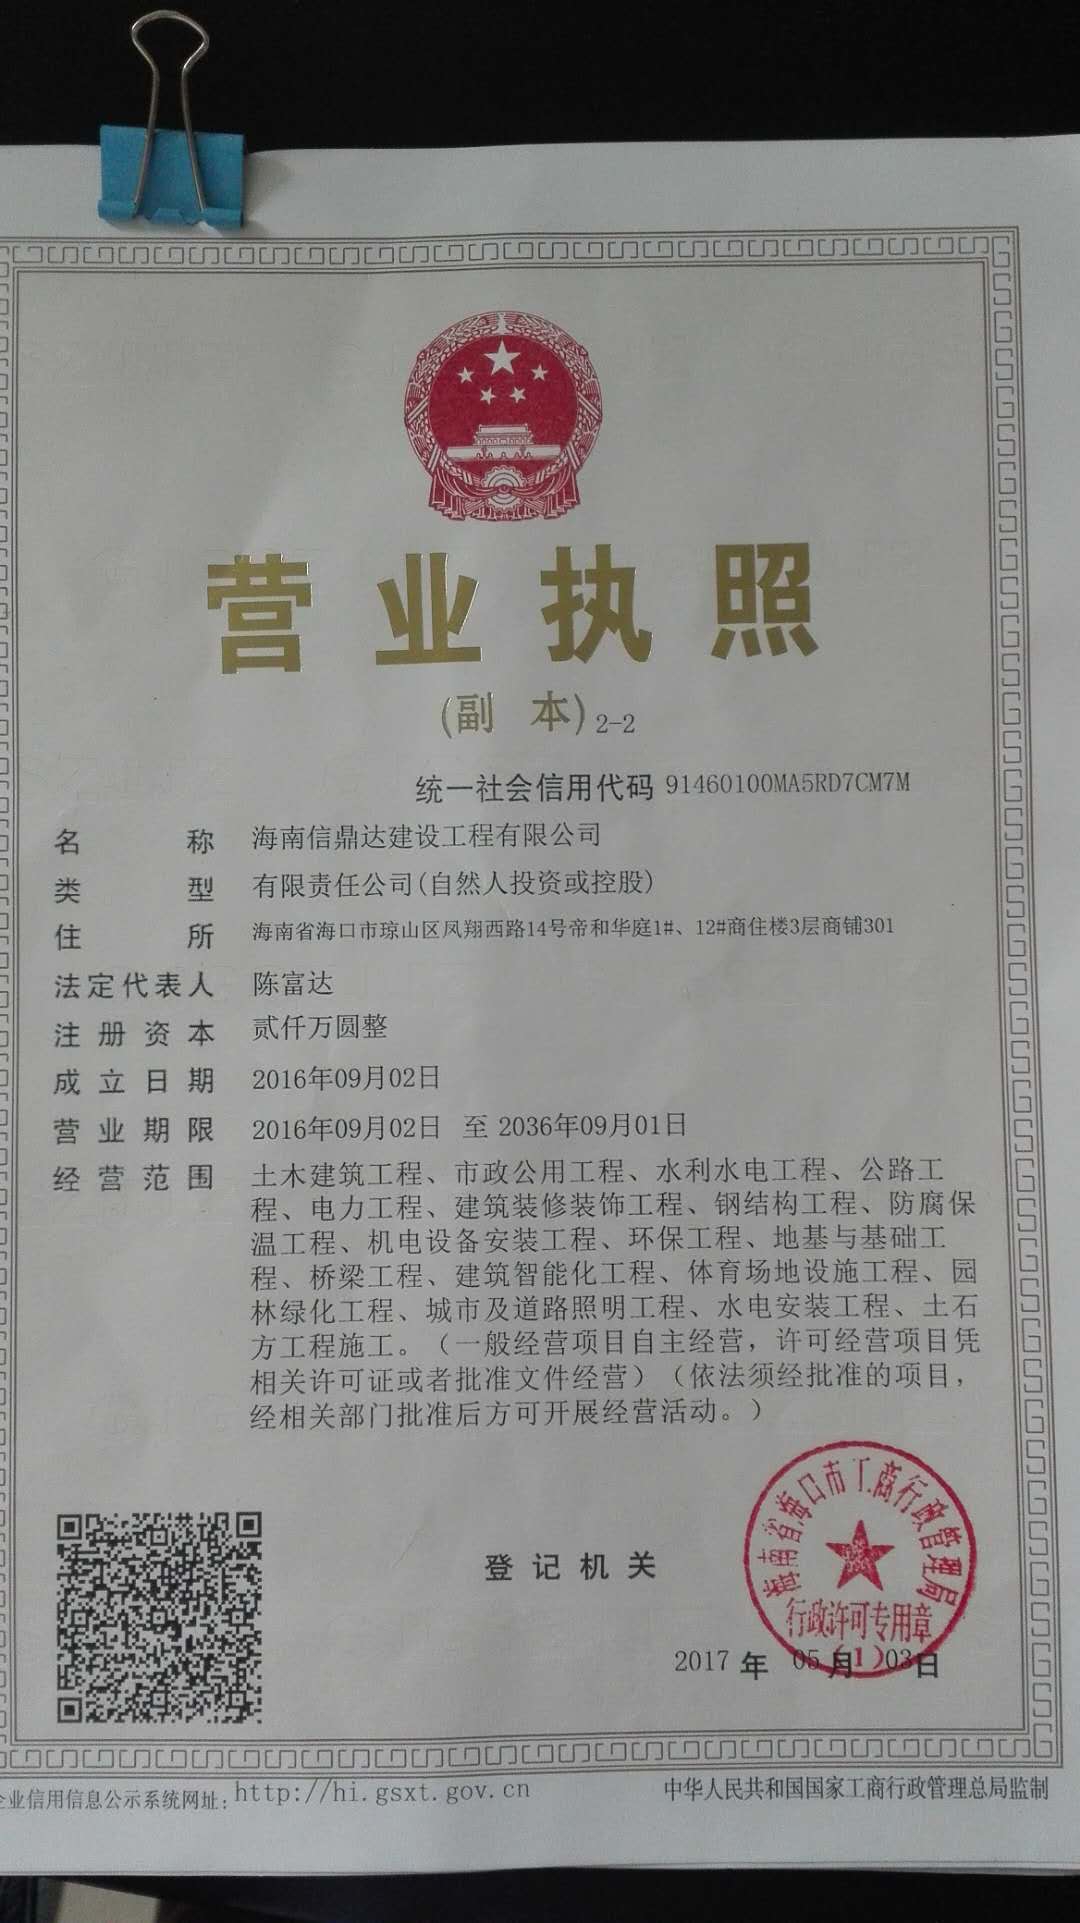 营业执照
(副 本) 2-2
统一社会信用代码 91460100MA5RD7CM7M
名称 海南信鼎达建设工程有限公司
类型 有限责任公司(自然人投资或控股)
住所 海南省海口市琼山区凤翔西路14号帝和华庭1#、12#商住楼3层商铺301
法定代表人 陈富达
注册资本 贰仟万圆整
成立日期 2016年09月02日
营业期限 2016年09月02日 至 2036年09月01日
经营范围 土木建筑工程、市政公用工程、水利水电工程、公路工
程、电力工程、建筑装修装饰工程、钢结构工程、防腐保
温工程、机电设备安装工程、环保工程、地基与基础工
程、桥梁工程、建筑智能化工程、体育场地设施工程、园
林绿化工程、城市及道路照明工程、水电安装工程、土石
方工程施工。（一般经营项目自主经营，许可经营项目凭
相关许可证或者批准文件经营）（依法须经批准的项目，
经相关部门批准后方可开展经营活动。）
登记机关
海南省海口市工商行政管理局
行政许可专用章
(1)
2017 年 05 月 03 日
企业信用信息公示系统网址: http://hi.gsxt.gov.cn
中华人民共和国国家工商行政管理总局监制